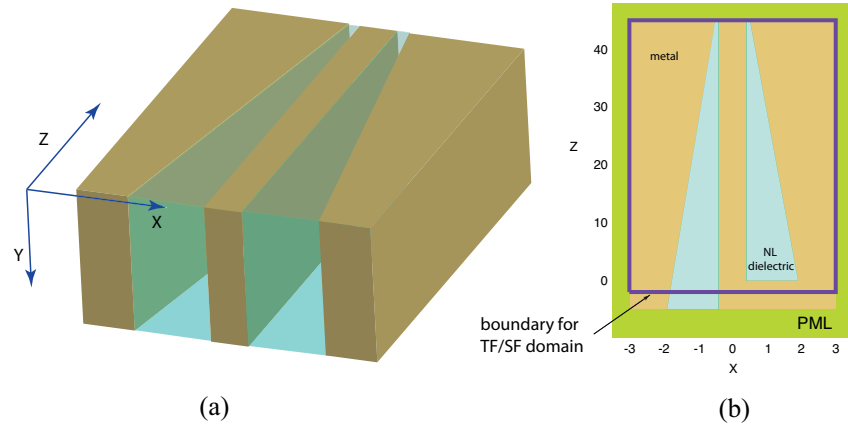 Z
X
Y
(a)
metal
NL
dielectric
PML
boundary for
TF/SF domain
40
30
20
10
0
Z
-3 -2 -1 0 1 2 3
X
(b)